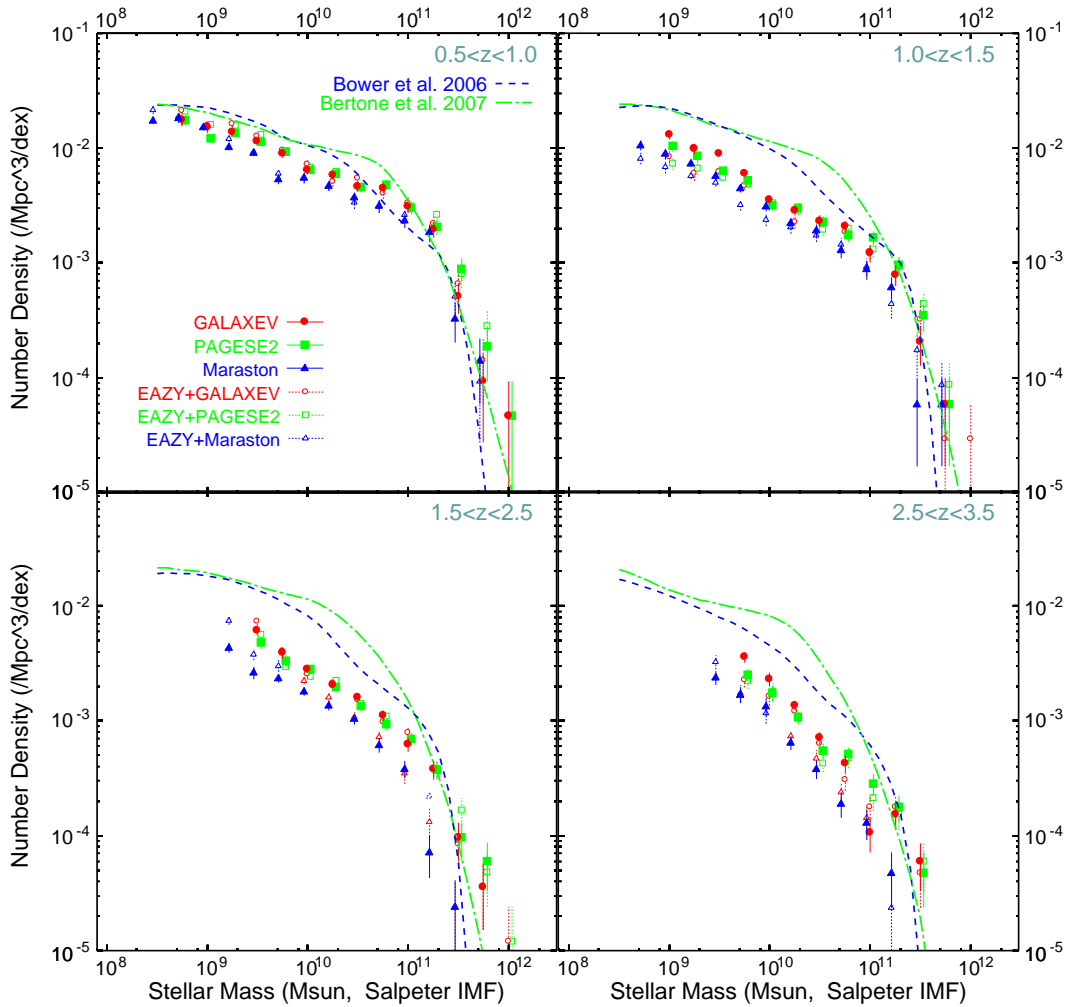 10^8 10^9 10^10 10^11 10^12 10^8 10^9 10^10 10^11 10^12
10^-1 10^-1
0.5<z<1.0 1.0<z<1.5
Bower et al. 2006
Bertone et al. 2007
10^-2 10^-2
Number Density (/Mpc^3/dex)
10^-3 10^-3
GALAXEV
PAGESE2
Maraston
EAZY+GALAXEV
EAZY+PAGESE2
EAZY+Maraston
10^-4 10^-4
10^-5 10^-5 10^-5
1.5<z<2.5 2.5<z<3.5
10^-2 10^-2
Number Density (/Mpc^3/dex)
10^-3 10^-3
10^-4 10^-4
10^-5 10^-5 10^-5
10^8 10^9 10^10 10^11 10^12 10^8 10^9 10^10 10^11 10^12
Stellar Mass (Msun, Salpeter IMF) Stellar Mass (Msun, Salpeter IMF)